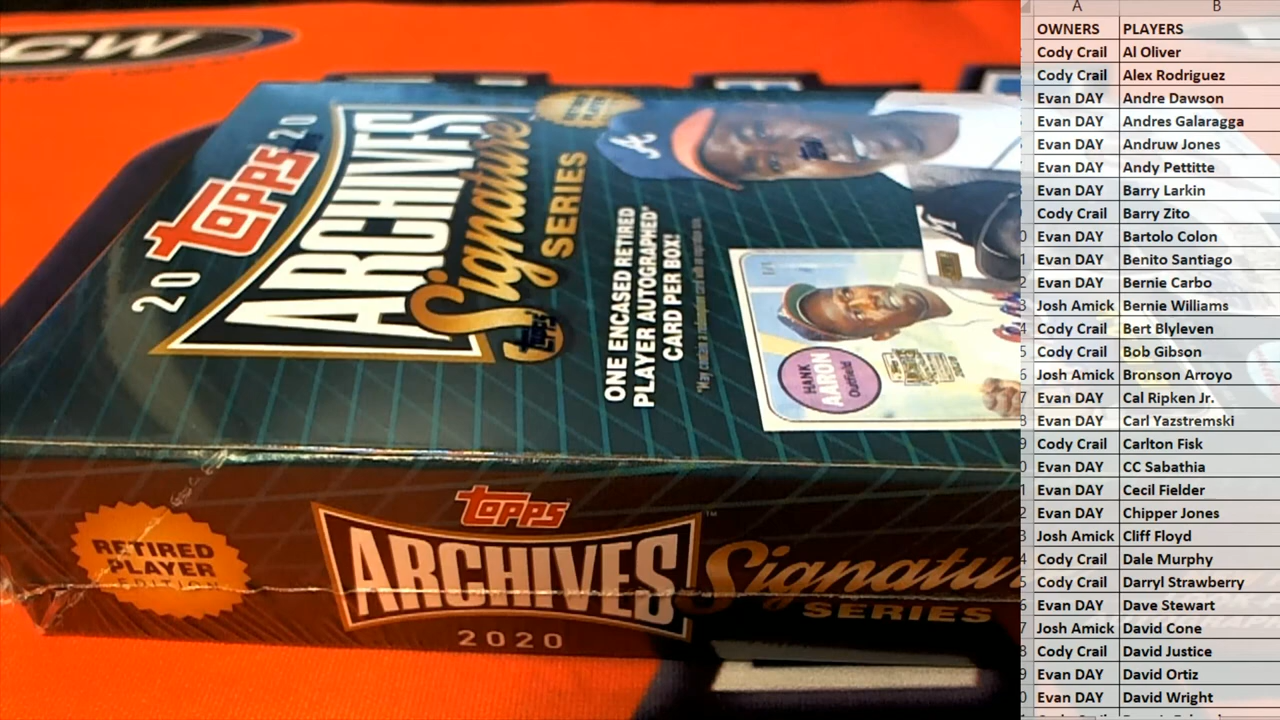 CW
20 Topps 20
ARCHIVES
Signature
SERIES
ONE ENCASED RETIRED
PLAYER AUTOGRAPHED*
CARD PER BOX!
HANK
AARON
Outfield
RETIRED
PLAYER
EDITION
Topps
ARCHIVES
Signatur
SERIES
2020
A B
OWNERS PLAYERS
Cody Crail Al Oliver
Cody Crail Alex Rodriguez
Evan DAY Andre Dawson
Evan DAY Andres Galaragga
Evan DAY Andruw Jones
Evan DAY Andy Pettitte
Evan DAY Barry Larkin
Cody Crail Barry Zito
Evan DAY Bartolo Colon
Evan DAY Benito Santiago
Evan DAY Bernie Carbo
Josh Amick Bernie Williams
Cody Crail Bert Blyleven
Cody Crail Bob Gibson
Josh Amick Bronson Arroyo
Evan DAY Cal Ripken Jr.
Evan DAY Carl Yazstremski
Cody Crail Carlton Fisk
Evan DAY CC Sabathia
Evan DAY Cecil Fielder
Evan DAY Chipper Jones
Josh Amick Cliff Floyd
Cody Crail Dale Murphy
Cody Crail Darryl Strawberry
Evan DAY Dave Stewart
Josh Amick David Cone
Cody Crail David Justice
Evan DAY David Ortiz
Evan DAY David Wright